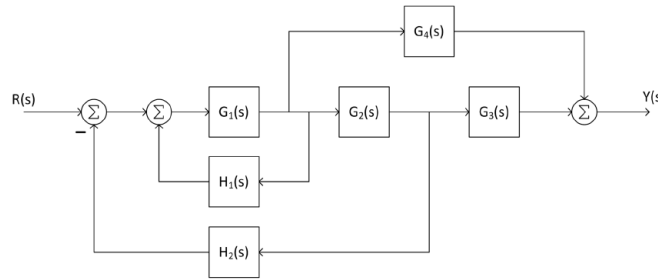 G₄(s)
R(s) Σ Σ G₁(s) G₂(s) G₃(s) Σ Y(s
−
H₁(s)
H₂(s)